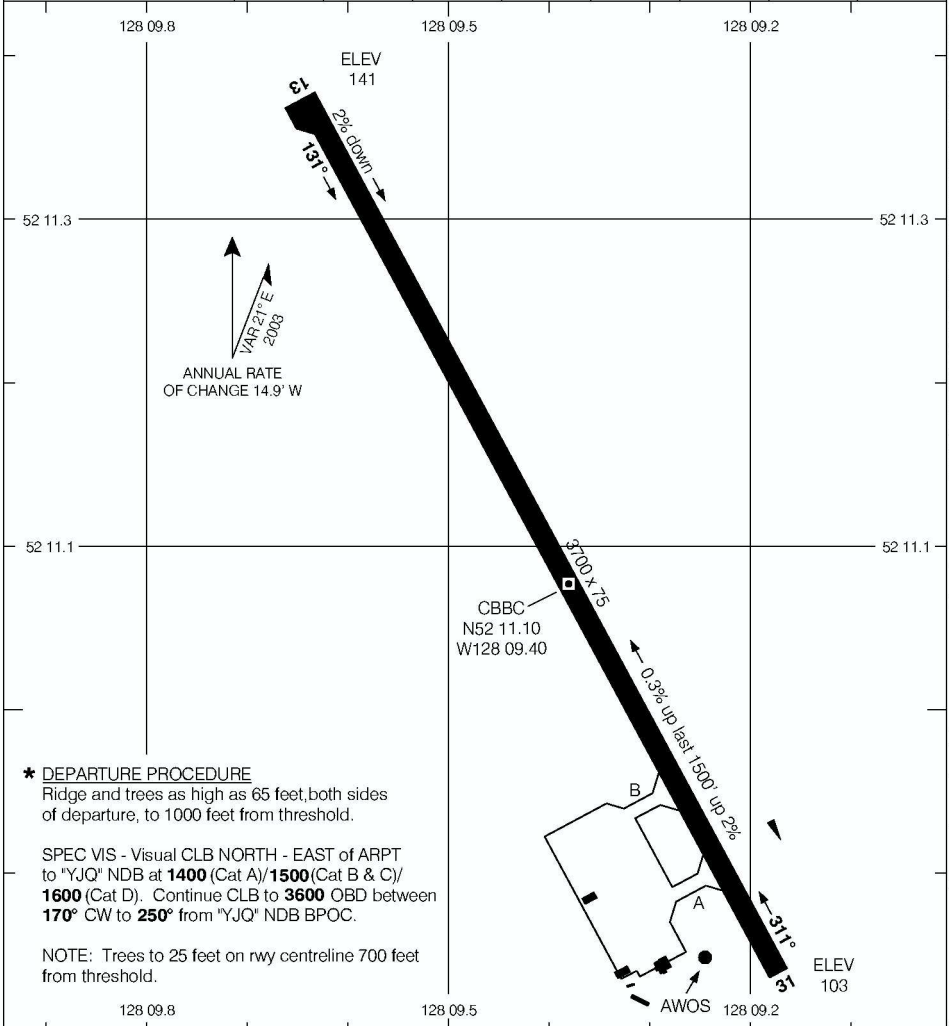 128 09.8
128 09.5
128 09.2
ELEV
141
13
2% down
131°
52 11.3
52 11.3
VAR 21° E
2003
ANNUAL RATE
OF CHANGE 14.9' W
52 11.1
52 11.1
3700 x 75
CBBC
N52 11.10
W128 09.40
0.3% up last 1500' up 2%
* DEPARTURE PROCEDURE
Ridge and trees as high as 65 feet,both sides
of departure, to 1000 feet from threshold.
SPEC VIS - Visual CLB NORTH - EAST of ARPT
to "YJQ" NDB at 1400 (Cat A)/1500(Cat B & C)/
1600 (Cat D). Continue CLB to 3600 OBD between
170° CW to 250° from "YJQ" NDB BPOC.
NOTE: Trees to 25 feet on rwy centreline 700 feet
from threshold.
B
A
311°
31
ELEV
103
AWOS
128 09.8
128 09.5
128 09.2